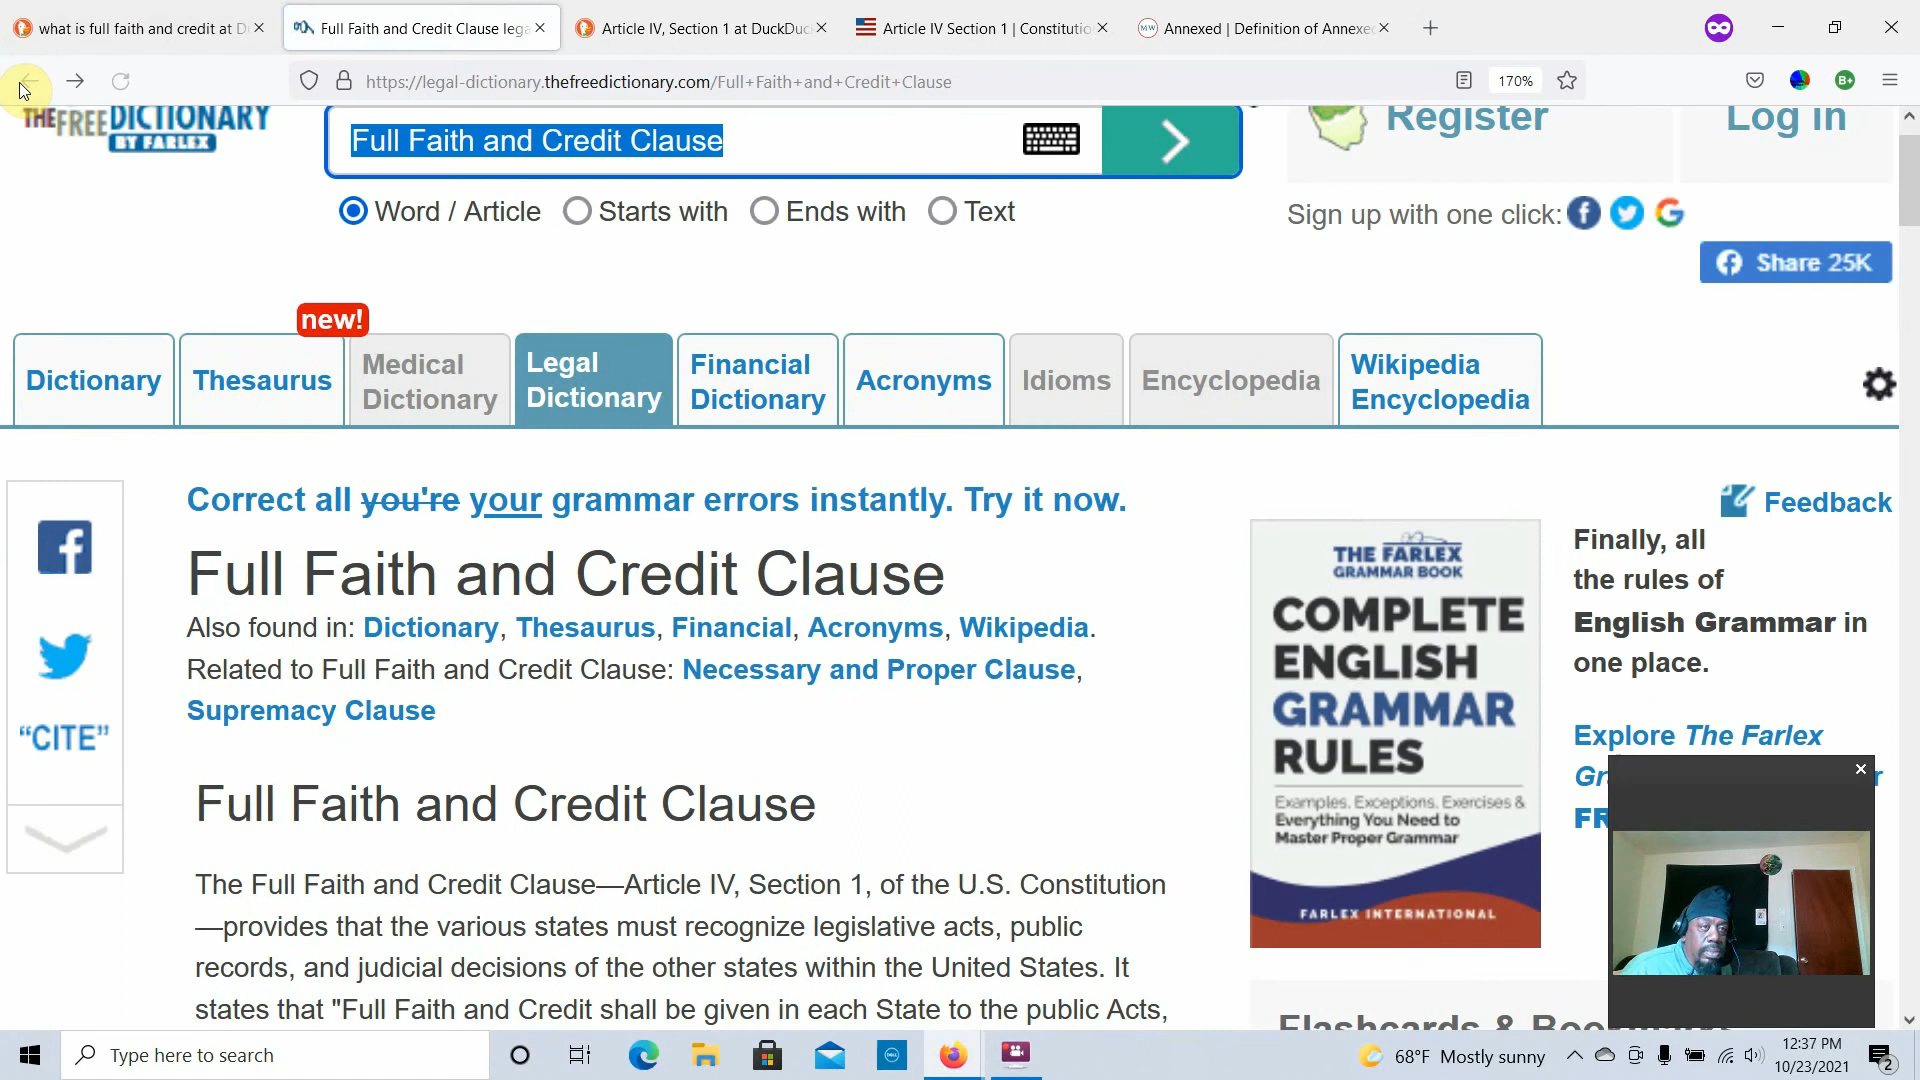 what is full faith and credit at D
Full Faith and Credit Clause lega
Article IV, Section 1 at DuckDuc
Article IV Section 1 | Constitutio
MW
Annexed | Definition of Annexed
https://legal-dictionary.thefreedictionary.com/Full+Faith+and+Credit+Clause
170%
B+
THE FREE DICTIONARY
BY FARLEX
Full Faith and Credit Clause
Register
Log in
Word / Article
Starts with
Ends with
Text
Sign up with one click:
Share 25K
new!
Dictionary
Thesaurus
Medical
Dictionary
Legal
Dictionary
Financial
Dictionary
Acronyms
Idioms
Encyclopedia
Wikipedia
Encyclopedia
Correct all you're your grammar errors instantly. Try it now.
Feedback
Full Faith and Credit Clause
Also found in: Dictionary, Thesaurus, Financial, Acronyms, Wikipedia.
Related to Full Faith and Credit Clause: Necessary and Proper Clause,
Supremacy Clause
"CITE"
Full Faith and Credit Clause
The Full Faith and Credit Clause—Article IV, Section 1, of the U.S. Constitution
—provides that the various states must recognize legislative acts, public
records, and judicial decisions of the other states within the United States. It
states that "Full Faith and Credit shall be given in each State to the public Acts,
THE FARLEX
GRAMMAR BOOK
COMPLETE
ENGLISH
GRAMMAR
RULES
Examples, Exceptions, Exercises &
Everything You Need to
Master Proper Grammar
FARLEX INTERNATIONAL
Finally, all
the rules of
English Grammar in
one place.
Explore The Farlex
Gr
r
FR
Flashcards & Bookmarks
Type here to search
DELL
68°F Mostly sunny
12:37 PM
10/23/2021
2